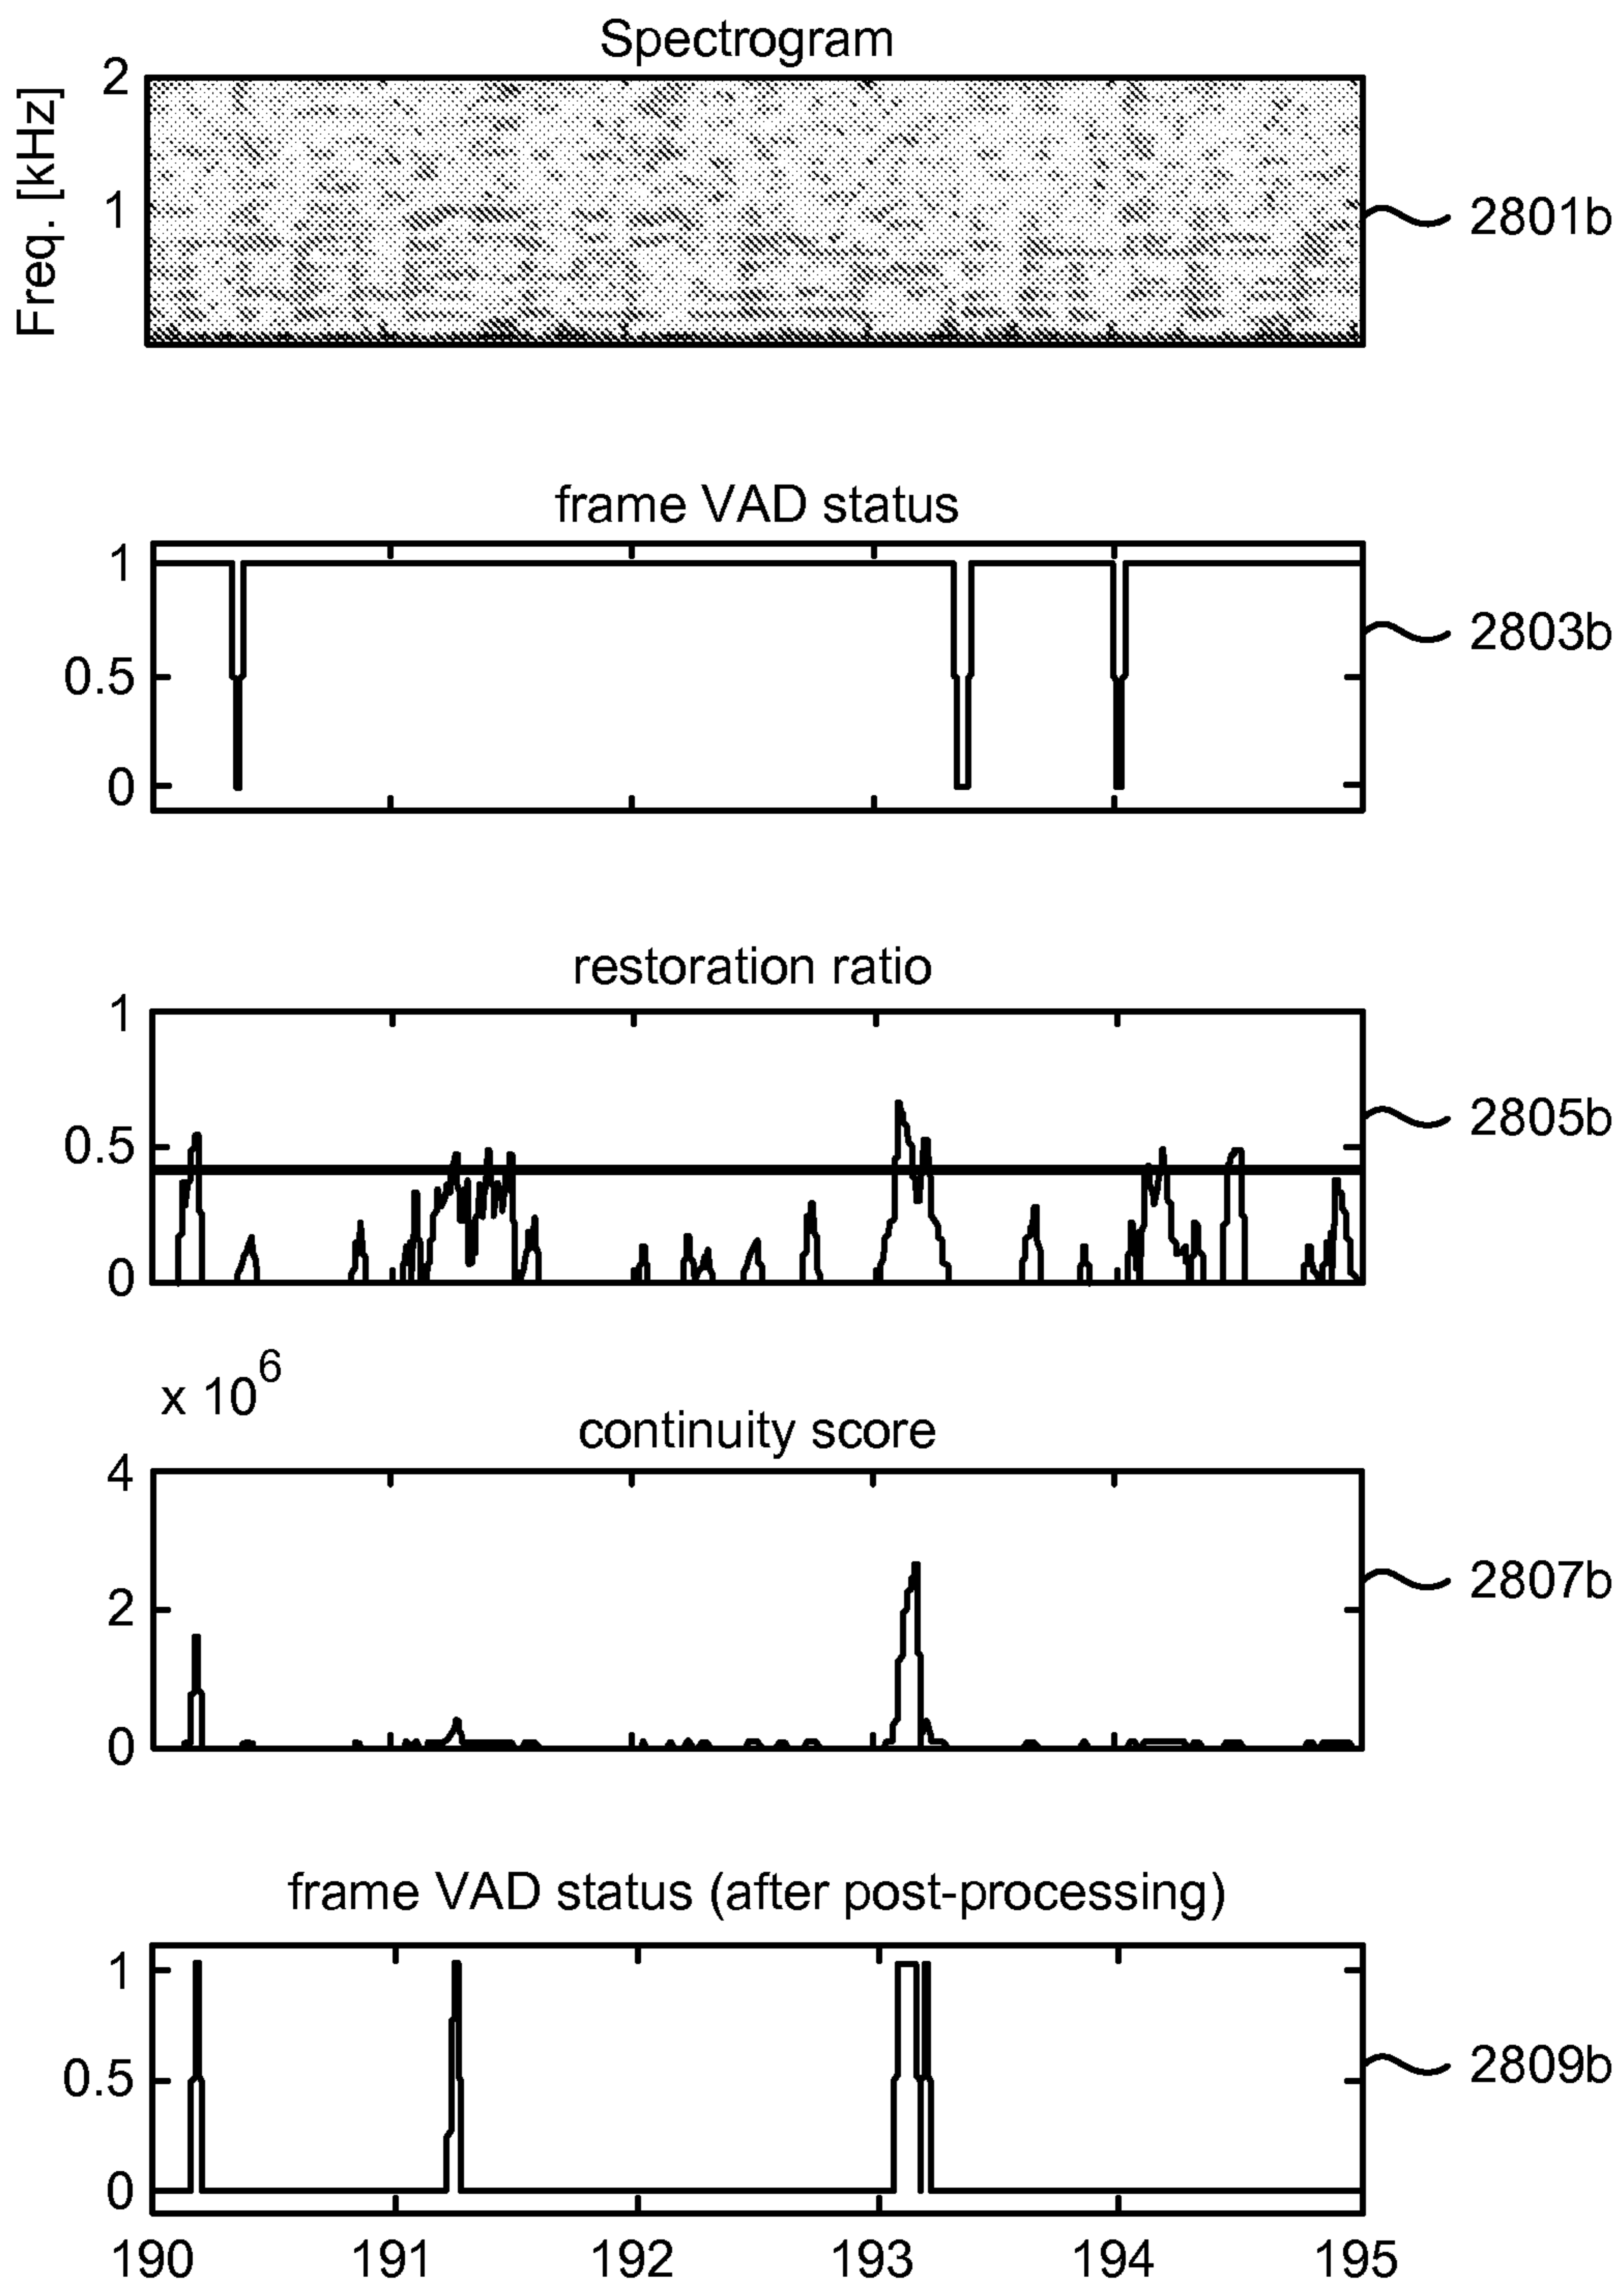 Spectrogram
2
1
Freq. [kHz]
2801b
frame VAD status
1
0.5
0
2803b
restoration ratio
1
0.5
0
2805b
x 10^6
continuity score
4
2
0
2807b
frame VAD status (after post-processing)
1
0.5
0
2809b
190 191 192 193 194 195